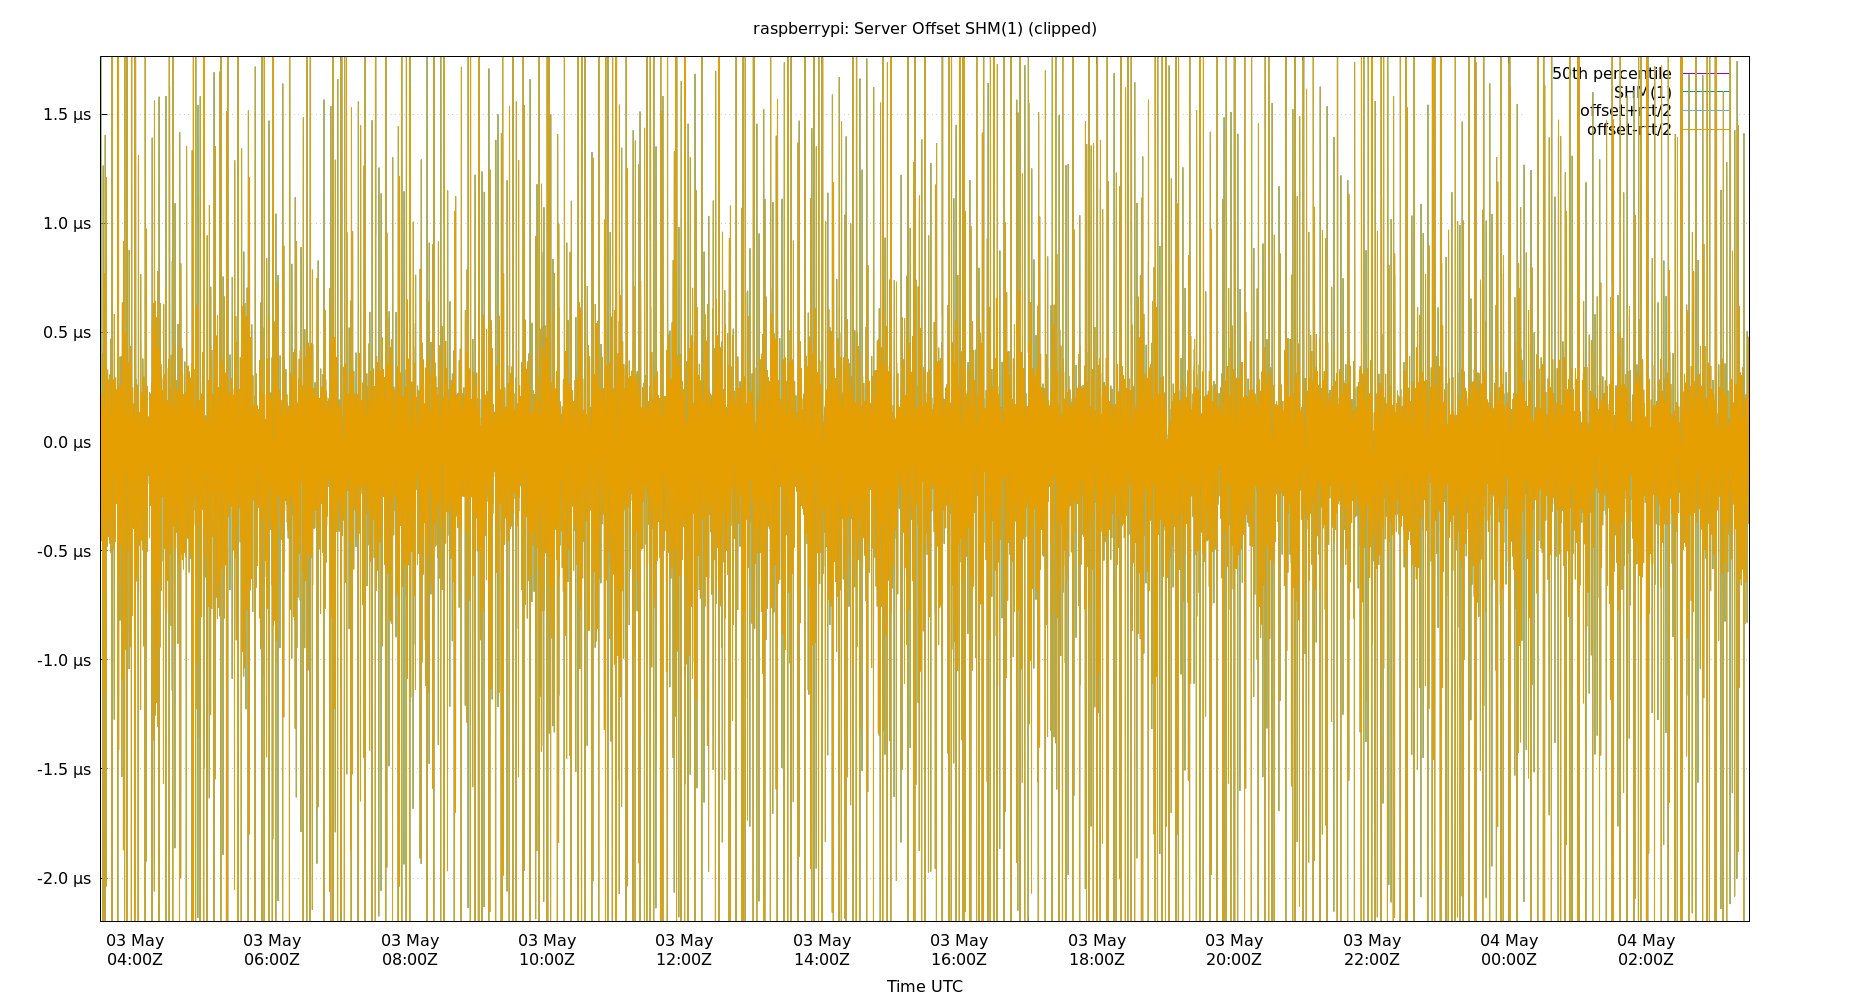 raspberrypi: Server Offset SHM(1) (clipped)
50th percentile
SHM(1)
offset+rtt/2
offset-rtt/2
1.5 μs
1.0 μs
0.5 μs
0.0 μs
-0.5 μs
-1.0 μs
-1.5 μs
-2.0 μs
03 May 03 May 03 May 03 May 03 May 03 May 03 May 03 May 03 May 03 May 04 May 04 May
04:00Z 06:00Z 08:00Z 10:00Z 12:00Z 14:00Z 16:00Z 18:00Z 20:00Z 22:00Z 00:00Z 02:00Z
Time UTC